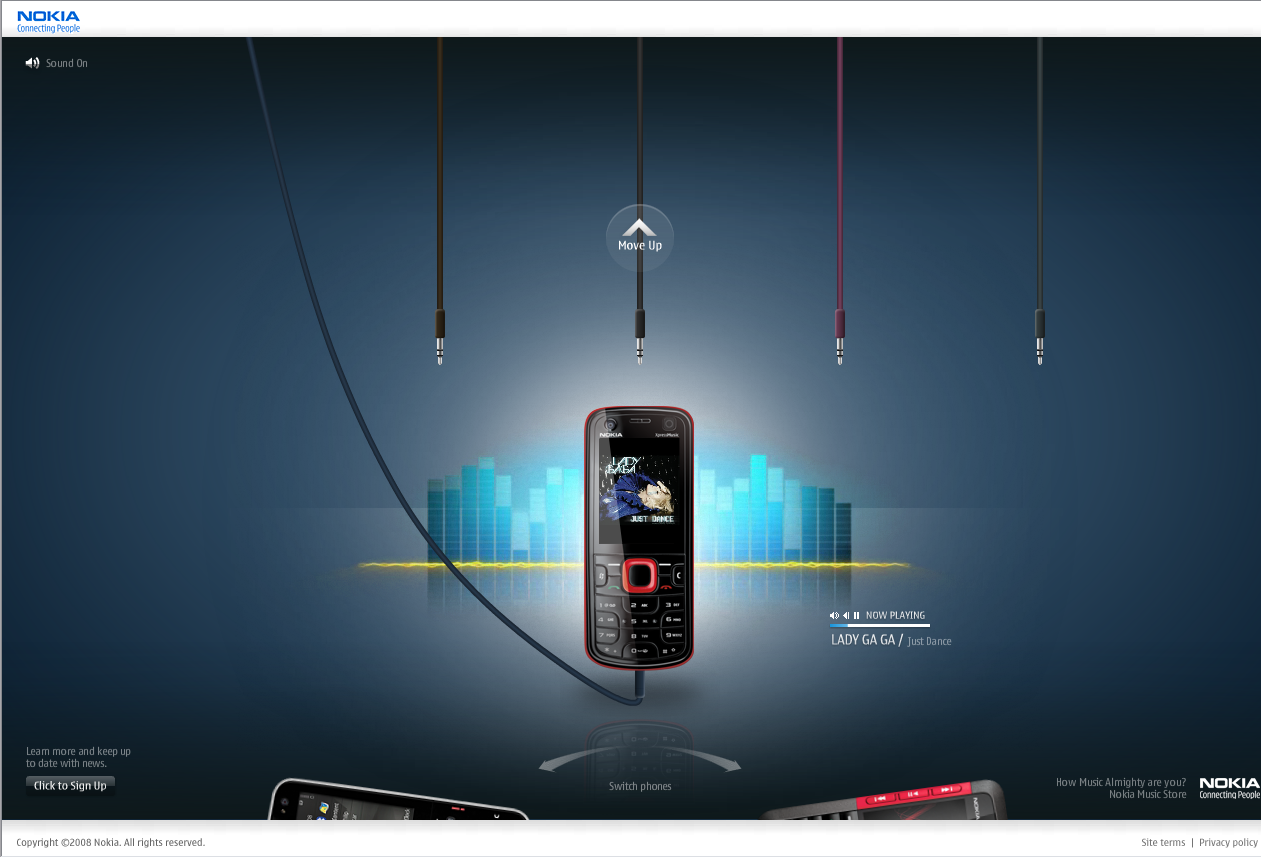 NOKIA
Connecting People
Sound On
Move Up
NOKIA XpressMusic
LADY
GAGA
JUST DANCE
NOW PLAYING
LADY GA GA / Just Dance
Learn more and keep up
to date with news.
Click to Sign Up
Switch phones
How Music Almighty are you?
Nokia Music Store
NOKIA
Connecting People
Copyright ©2008 Nokia. All rights reserved.
Site terms | Privacy policy